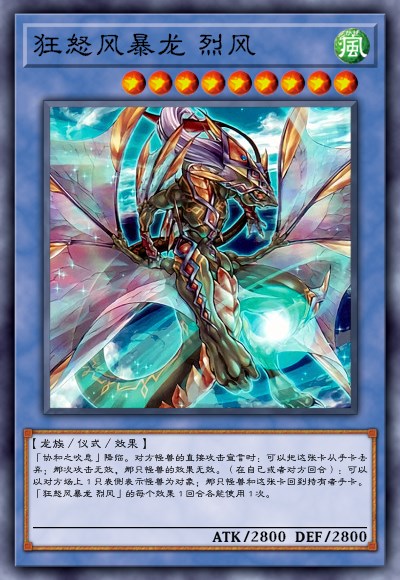 狂怒风暴龙 烈风
風
【龙族／仪式／效果】
「协和之吹息」降临。对方怪兽的直接攻击宣言时；可以把这张卡从手卡丢
弃；那次攻击无效，那只怪兽的效果无效。（在自己或者对方回合）；可以
以对方场上１只表侧表示怪兽为对象；那只怪兽和这张卡回到持有者手卡。
「狂怒风暴龙 烈风」的每个效果１回合各能使用１次。
ATK/2800 DEF/2800